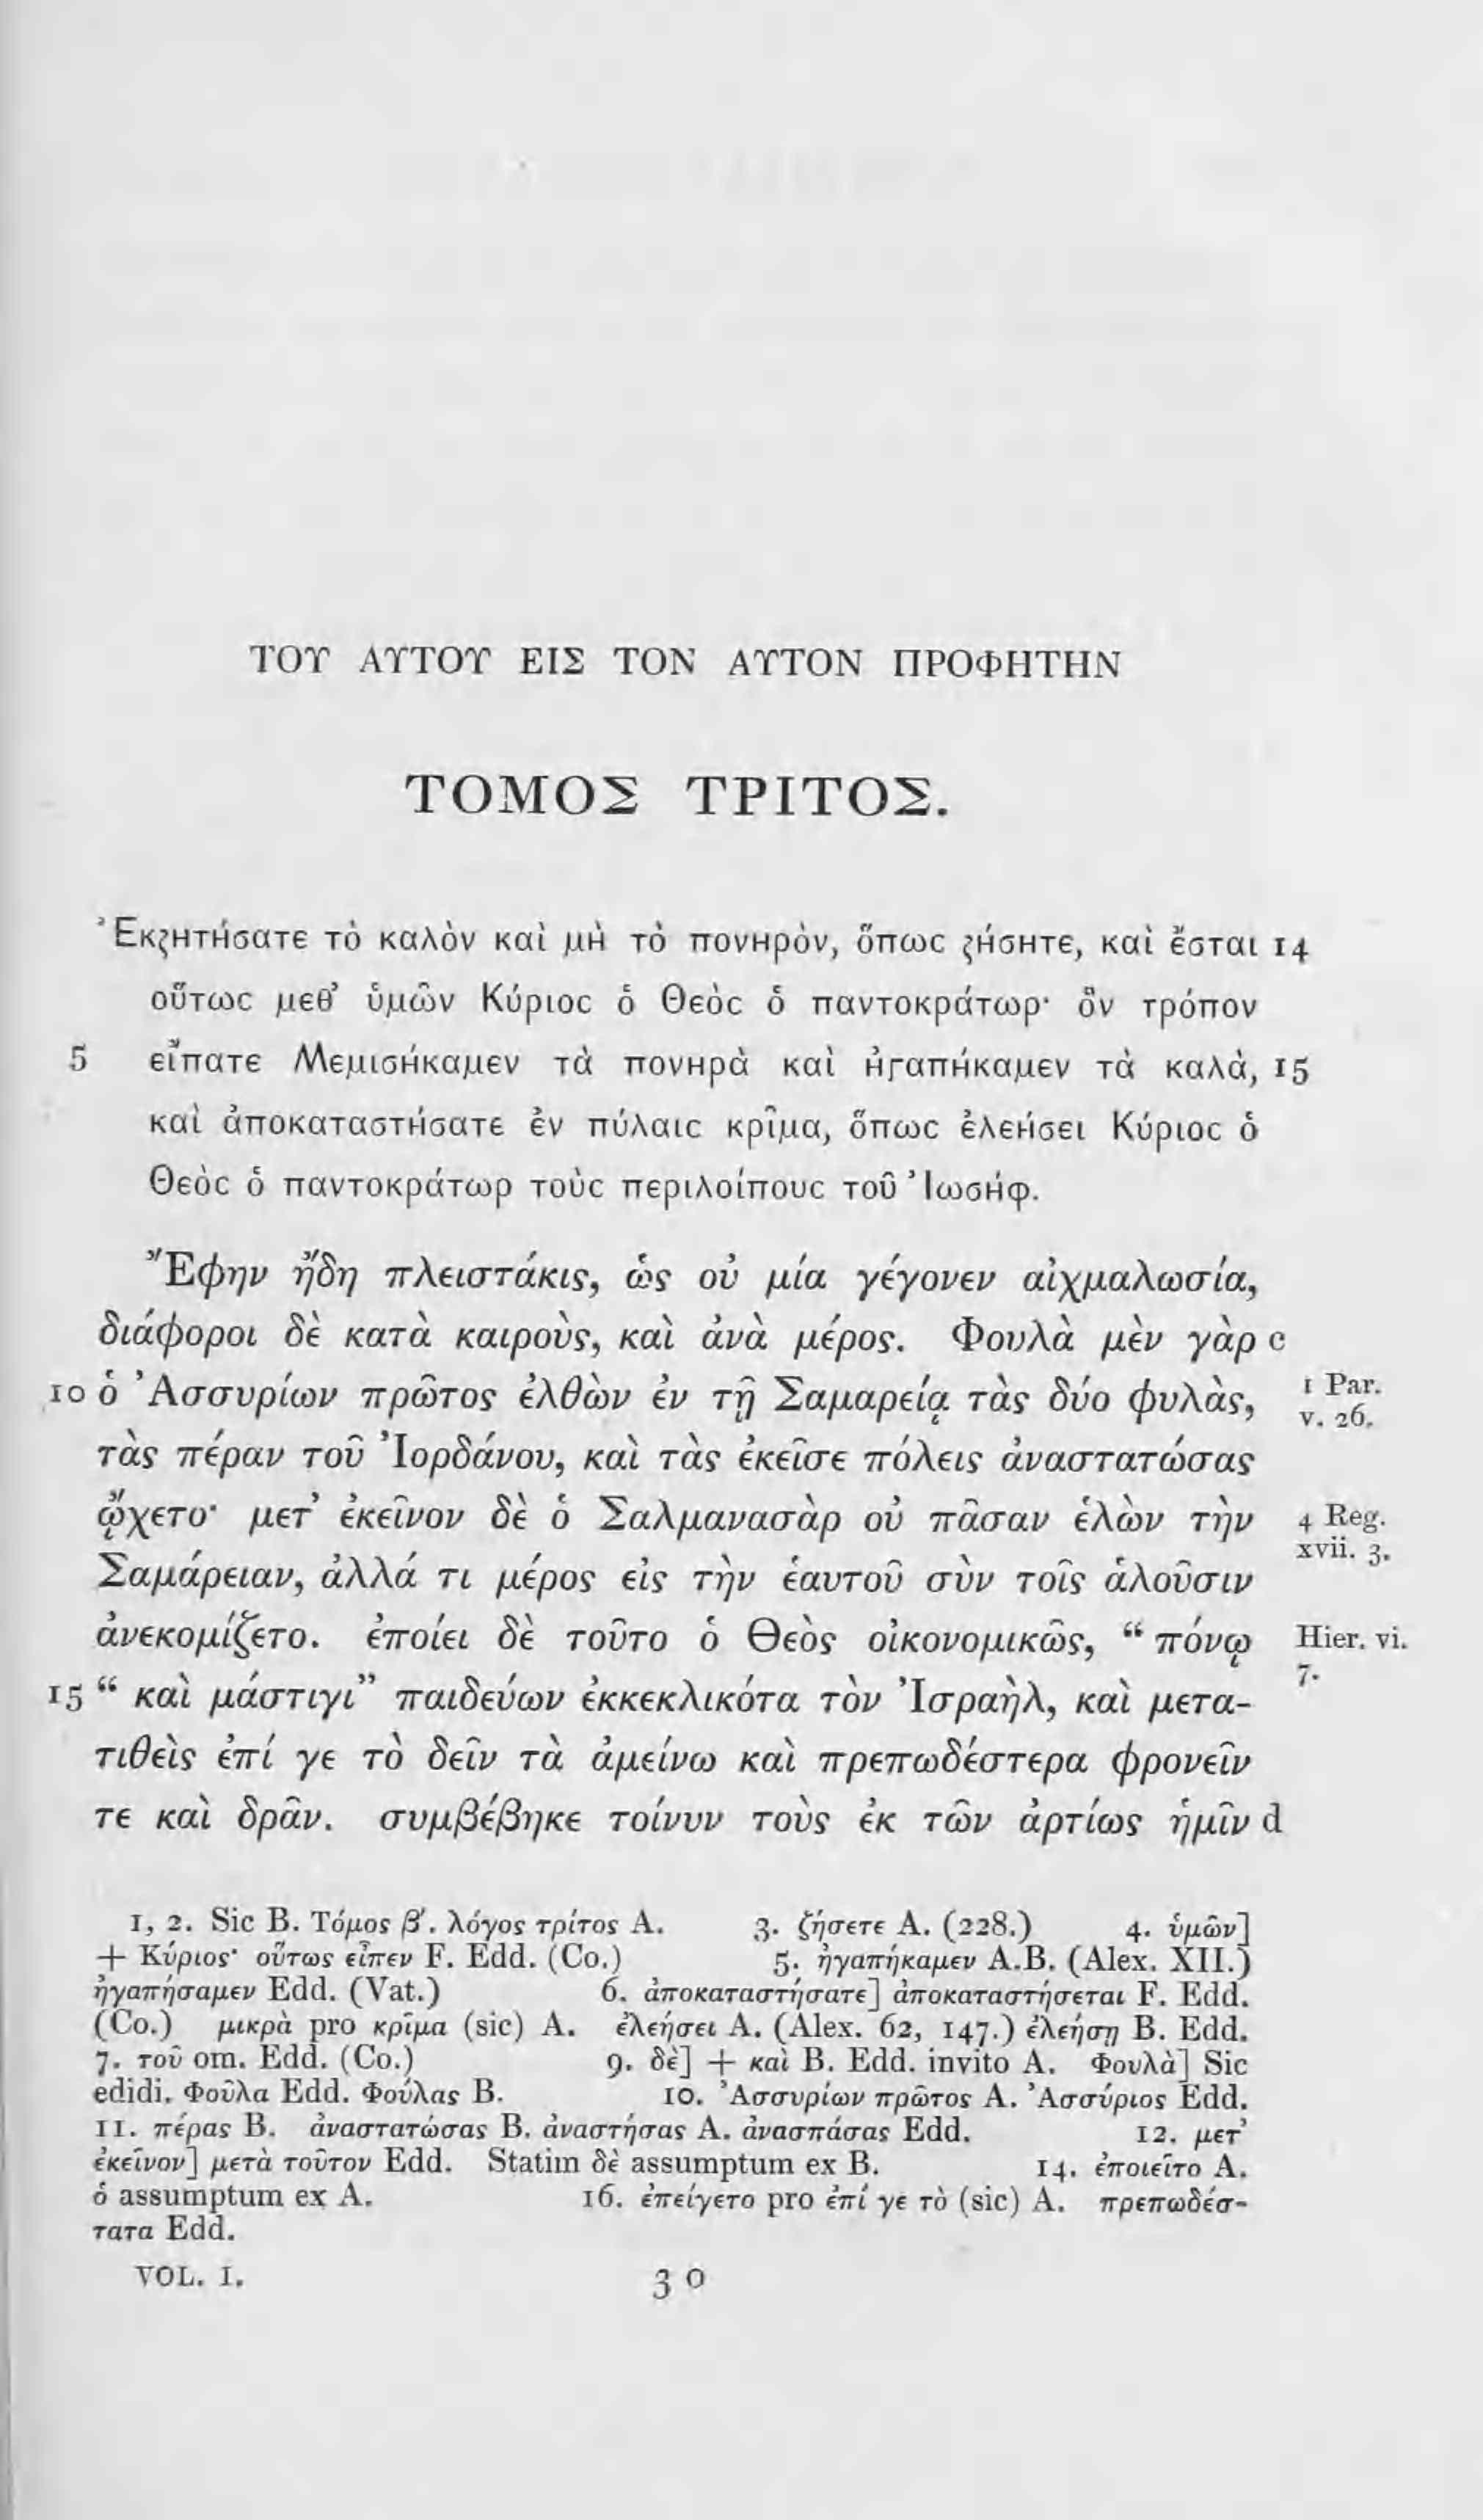 ΤΟΥ ΑΥΤΟΥ ΕΙΣ ΤΟΝ ΑΥΤΟΝ ΠΡΟΦΗΤΗΝ
ΤΟΜΟΣ ΤΡΙΤΟΣ.
Ἐκζητήσατε τὸ καλὸν καὶ μὴ τὸ πονηρὸν, ὅπως ζήσητε, καὶ ἔσται 14
οὕτως μεθ’ ὑμῶν Κύριος ὁ Θεὸς ὁ παντοκράτωρ· ὃν τρόπον
5 εἴπατε Μεμισήκαμεν τὰ πονηρὰ καὶ ἠγαπήκαμεν τὰ καλὰ, 15
καὶ ἀποκαταστήσατε ἐν πύλαις κρῖμα, ὅπως ἐλεήσει Κύριος ὁ
Θεὸς ὁ παντοκράτωρ τοὺς περιλοίπους τοῦ Ἰωσήφ.
Ἔφην ἤδη πλειστάκις, ὡς οὐ μία γέγονεν αἰχμαλωσία,
διάφοροι δὲ κατὰ καιροὺς, καὶ ἀνὰ μέρος. Φουλὰ μὲν γὰρ c
10 ὁ Ἀσσυρίων πρῶτος ἐλθὼν ἐν τῇ Σαμαρείᾳ τὰς δύο φυλὰς, 1 Par. v. 26.
τὰς πέραν τοῦ Ἰορδάνου, καὶ τὰς ἐκεῖσε πόλεις ἀναστατώσας
ᾤχετο· μετ’ ἐκεῖνον δὲ ὁ Σαλμανασὰρ οὐ πᾶσαν ἑλὼν τὴν 4 Reg. xvii. 3.
Σαμάρειαν, ἀλλά τι μέρος εἰς τὴν ἑαυτοῦ σὺν τοῖς ἁλοῦσιν
ἀνεκομίζετο. ἐποίει δὲ τοῦτο ὁ Θεὸς οἰκονομικῶς, “ πόνῳ Hier. vi. 7.
15 “ καὶ μάστιγι” παιδεύων ἐκκεκλικότα τὸν Ἰσραὴλ, καὶ μετα-
τιθεὶς ἐπί γε τὸ δεῖν τὰ ἀμείνω καὶ πρεπωδέστερα φρονεῖν
τε καὶ δρᾶν. συμβέβηκε τοίνυν τοὺς ἐκ τῶν ἀρτίως ἡμῖν d
1, 2. Sic B. Τόμος β΄. λόγος τρίτος A. 3. ζήσετε A. (228.) 4. ὑμῶν]
+ Κύριος· οὕτως εἶπεν F. Edd. (Co.) 5. ἠγαπήκαμεν A.B. (Alex. XII.)
ἠγαπήσαμεν Edd. (Vat.) 6. ἀποκαταστήσατε] ἀποκαταστήσεται F. Edd.
(Co.) μικρὰ pro κρῖμα (sic) A. ἐλεήσει A. (Alex. 62, 147.) ἐλεήσῃ B. Edd.
7. τοῦ om. Edd. (Co.) 9. δὲ] + καὶ B. Edd. invito A. Φουλὰ] Sic
edidi. Φοῦλα Edd. Φούλας B. 10. Ἀσσυρίων πρῶτος A. Ἀσσύριος Edd.
11. πέρας B. ἀναστατώσας B. ἀναστήσας A. ἀνασπάσας Edd. 12. μετ’
ἐκεῖνον] μετὰ τοῦτον Edd. Statim δὲ assumptum ex B. 14. ἐποιεῖτο A.
ὁ assumptum ex A. 16. ἐπείγετο pro ἐπί γε τὸ (sic) A. πρεπωδέσ-
τατα Edd.
VOL. I. 3 O